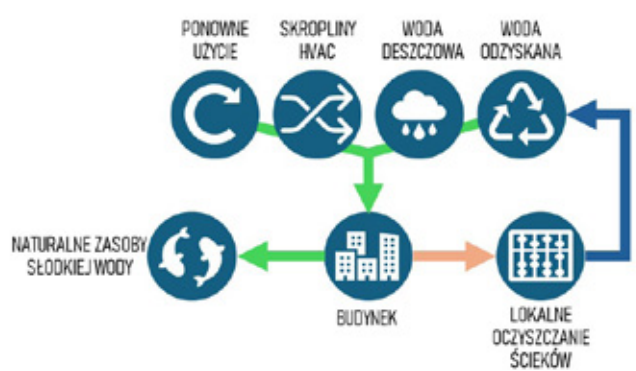 PONOWNE
UŻYCIE
SKROPLINY
HVAC
WODA
DESZCZOWA
WODA
ODZYSKANA
NATURALNE ZASOBY
SŁODKIEJ WODY
BUDYNEK
LOKALNE
OCZYSZCZANIE
ŚCIEKÓW